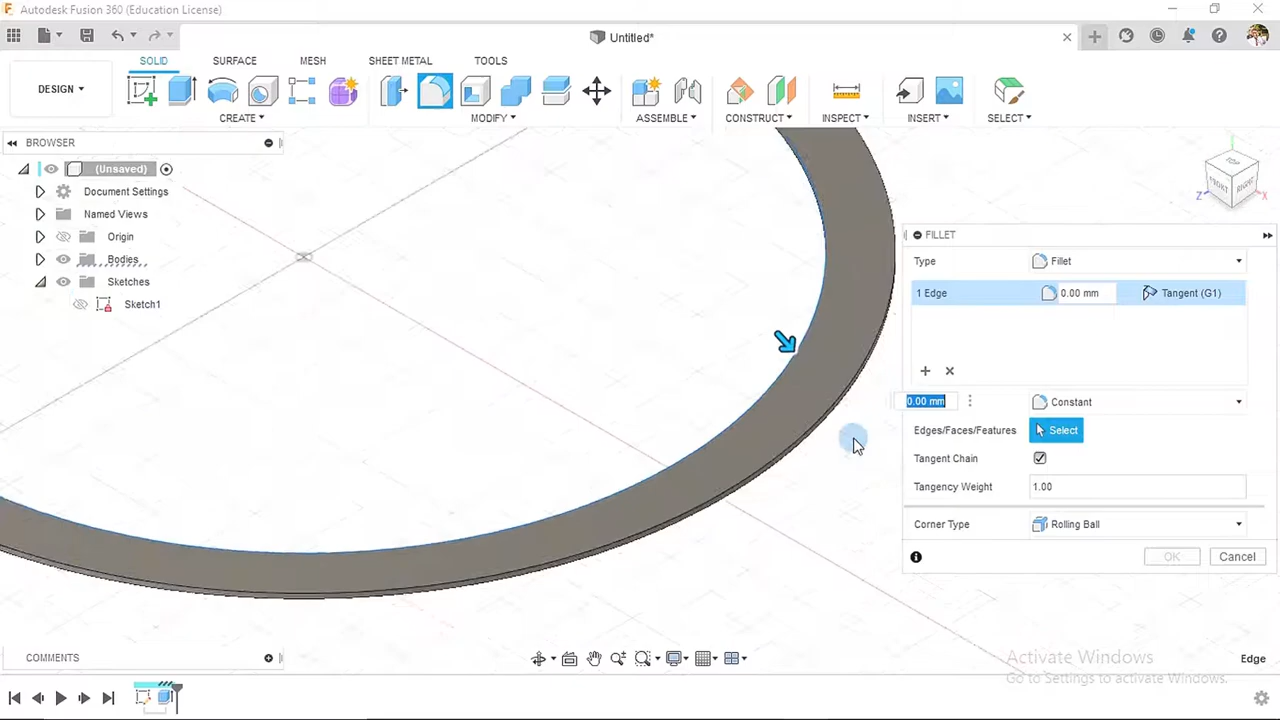 Autodesk Fusion 360 (Education License)
Untitled*
SOLID SURFACE MESH SHEET METAL TOOLS
DESIGN
CREATE MODIFY ASSEMBLE CONSTRUCT INSPECT INSERT SELECT
BROWSER
(Unsaved)
Document Settings
Named Views
Origin
Bodies
Sketches
Sketch1
TOP
FRONT
RIGHT
Z
X
FILLET
Type Fillet
1 Edge 0.00 mm Tangent (G1)
0.00 mm Constant
Edges/Faces/Features Select
Tangent Chain
Tangency Weight 1.00
Corner Type Rolling Ball
OK Cancel
COMMENTS
Activate Windows
Go to Settings to activate Windows.
Edge